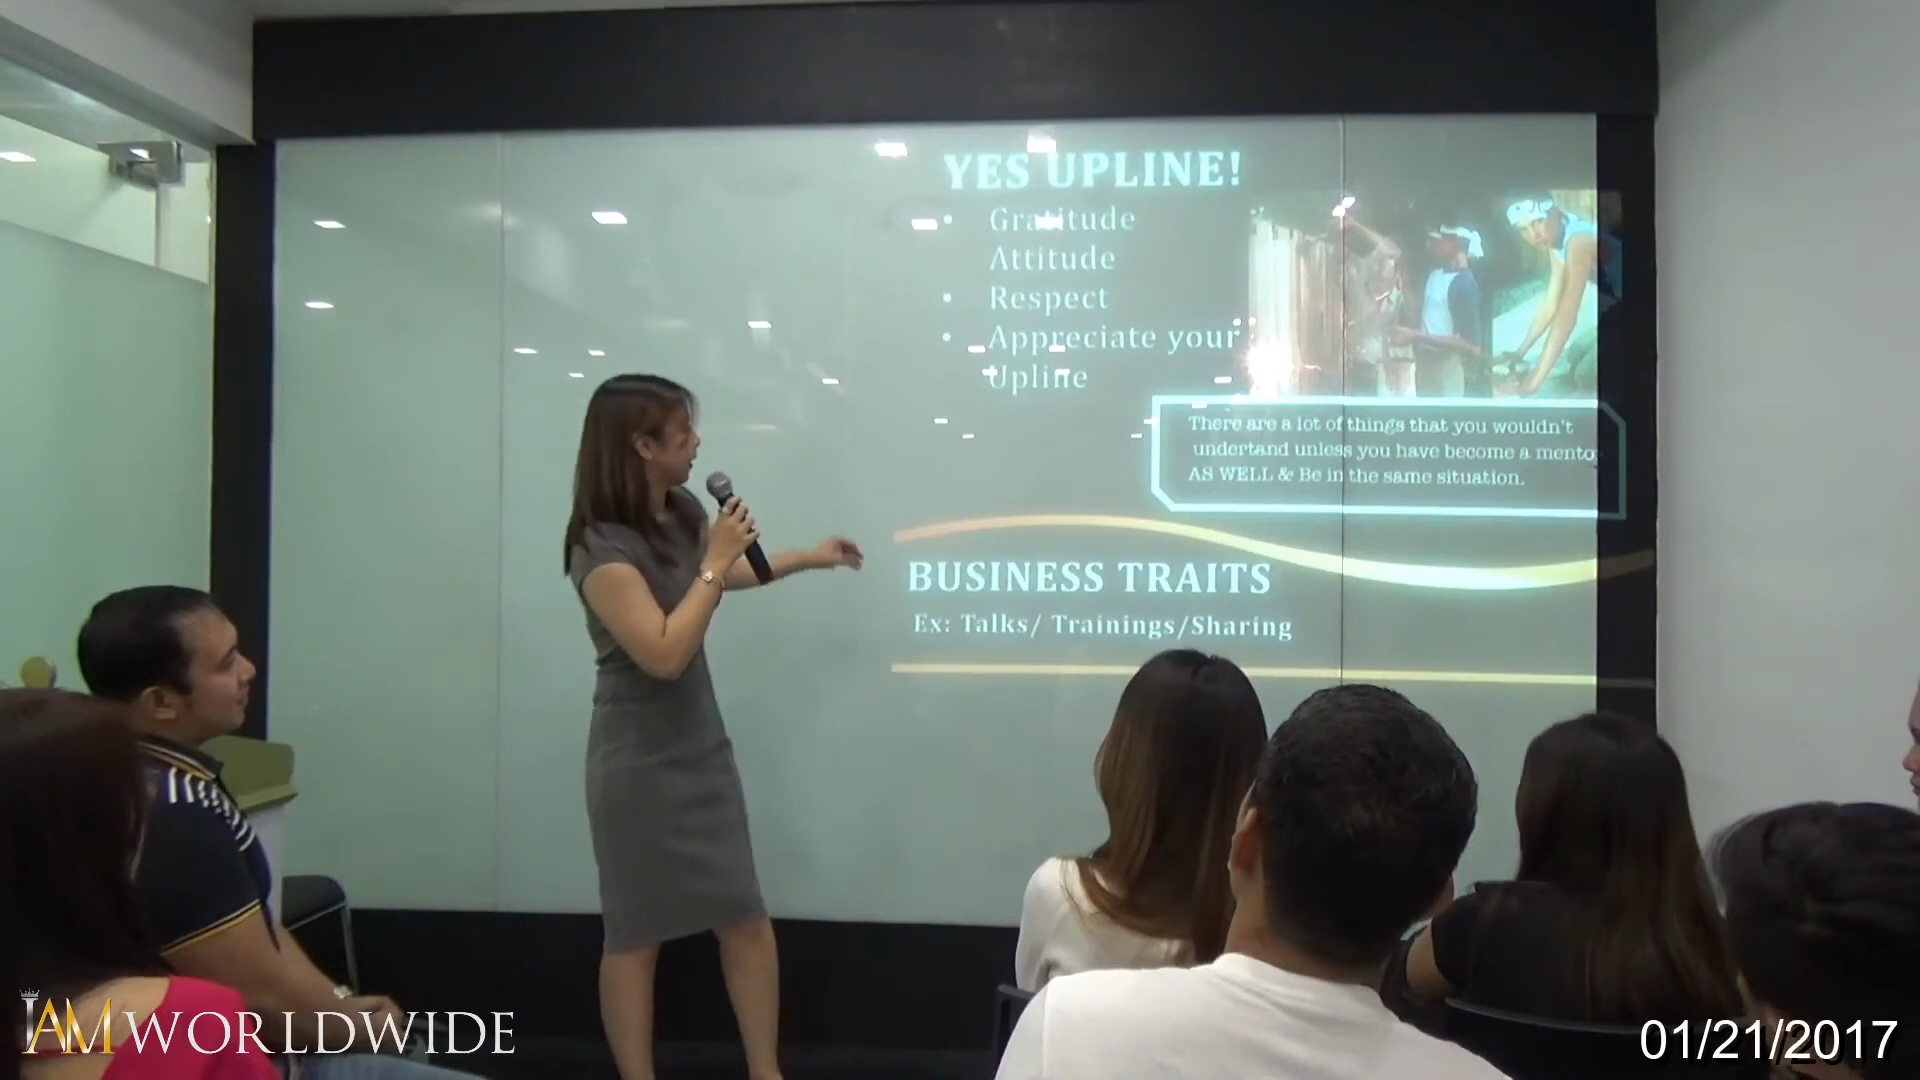 YES UPLINE!
• Gratitude
Attitude
• Respect
• Appreciate your
Upline
There are a lot of things that you wouldn't
undertand unless you have become a mento
AS WELL & Be in the same situation.
BUSINESS TRAITS
Ex: Talks/ Trainings/Sharing
IAM WORLDWIDE
01/21/2017